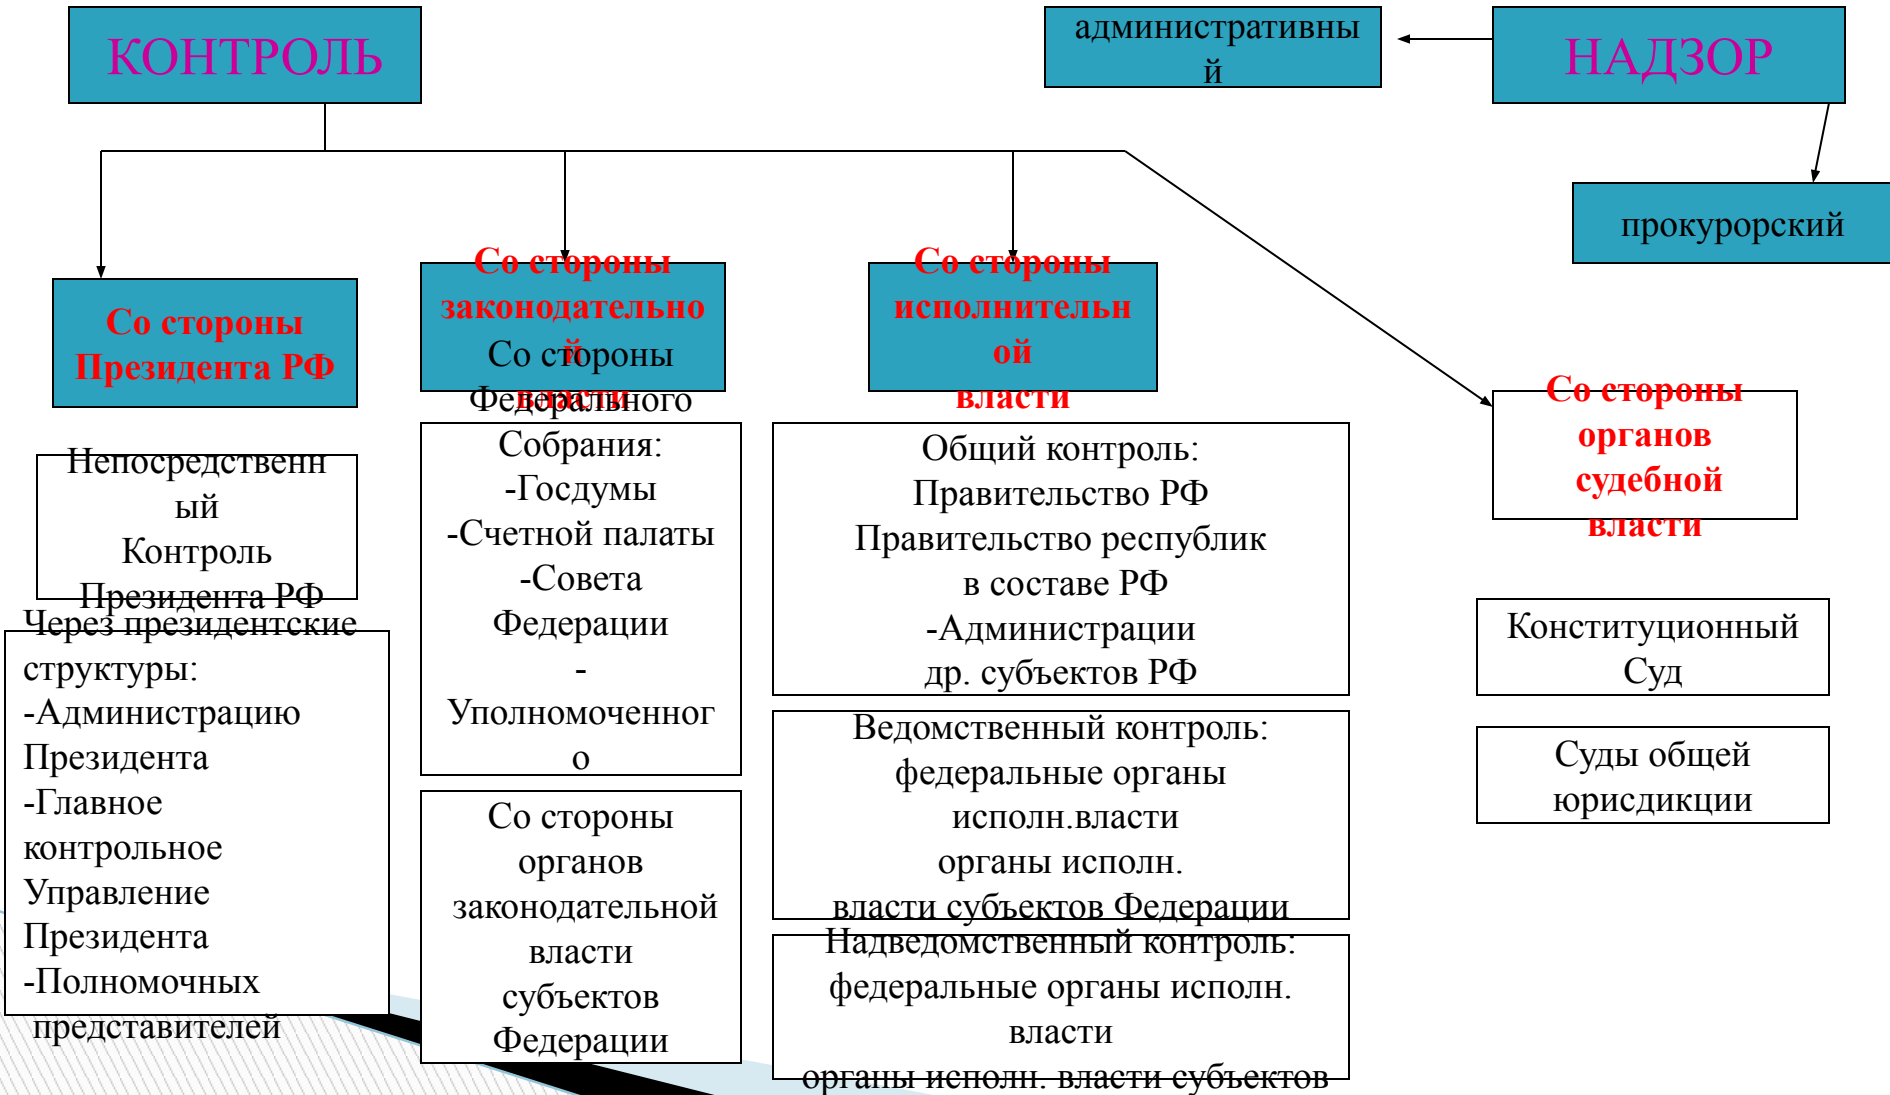 КОНТРОЛЬ
административны
й
НАДЗОР
прокурорский
Со стороны
Президента РФ
Непосредственн
ый
Контроль
Президента РФ
Через президентские
структуры:
-Администрацию
Президента
-Главное
контрольное
Управление
Президента
-Полномочных
представителей
Со стороны
законодательно
й
власти
Со стороны
Федерального
Собрания:
-Госдумы
-Счетной палаты
-Совета
Федерации
-
Уполномоченног
о
Со стороны
органов
законодательной
власти
субъектов
Федерации
Со стороны
исполнительн
ой
власти
Общий контроль:
Правительство РФ
Правительство республик
в составе РФ
-Администрации
др. субъектов РФ
Ведомственный контроль:
федеральные органы
исполн.власти
органы исполн.
власти субъектов Федерации
Надведомственный контроль:
федеральные органы исполн.
власти
органы исполн. власти субъектов
Со стороны
органов
судебной
власти
Конституционный
Суд
Суды общей
юрисдикции